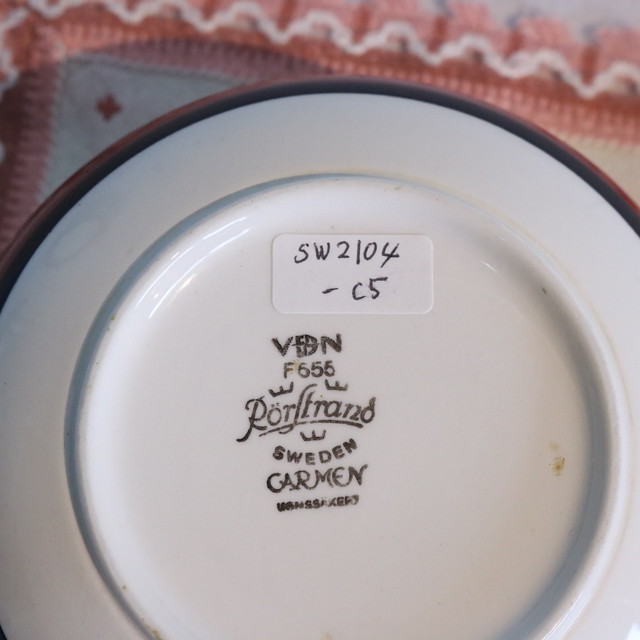 SW2104
-C5
VDN
F655
Rörstrand
SWEDEN
CARMEN